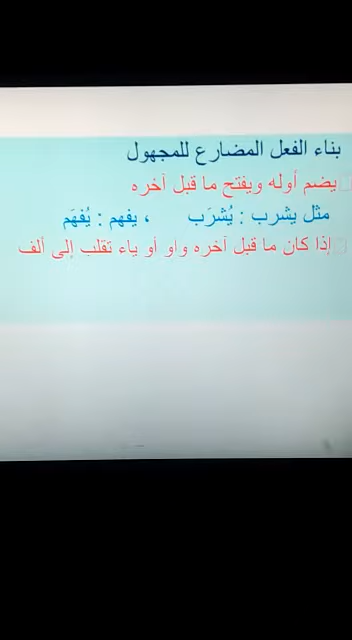 بناء الفعل المضارع للمجهول
يضم أوله ويفتح ما قبل آخره
مثل يشرب : يُشرَب ، يفهم : يُفهَم
إذا كان ما قبل آخره واو أو ياء تقلب إلى ألف